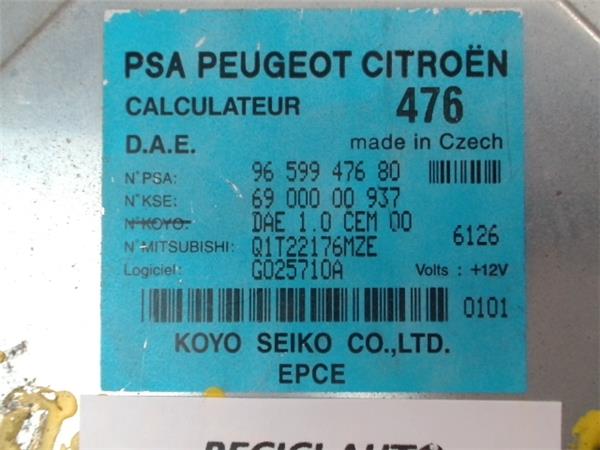 PSA PEUGEOT CITROËN
CALCULATEUR 476
D.A.E. made in Czech
N°PSA: 96 599 476 80
N°KSE: 69 000 00 937
N°KOYO: DAE 1.0 CEM 00
N°MITSUBISHI: Q1T22176MZE 6126
Logiciel: G025710A Volts : +12V
0101
KOYO SEIKO CO.,LTD.
EPCE
RECICLAUTO